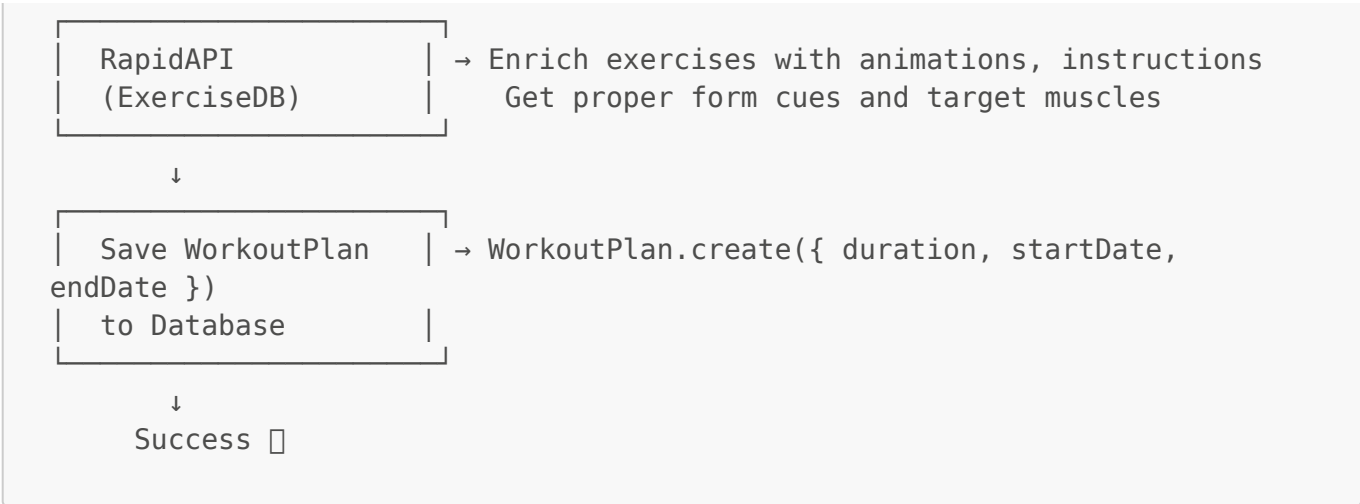 RapidAPI → Enrich exercises with animations, instructions
(ExerciseDB) Get proper form cues and target muscles
↓
Save WorkoutPlan → WorkoutPlan.create({ duration, startDate,
endDate })
to Database
↓
Success